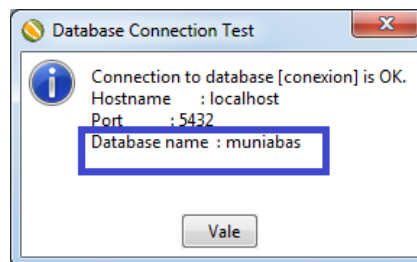 Database Connection Test
Connection to database [conexion] is OK.
Hostname : localhost
Port : 5432
Database name : muniabas
Vale